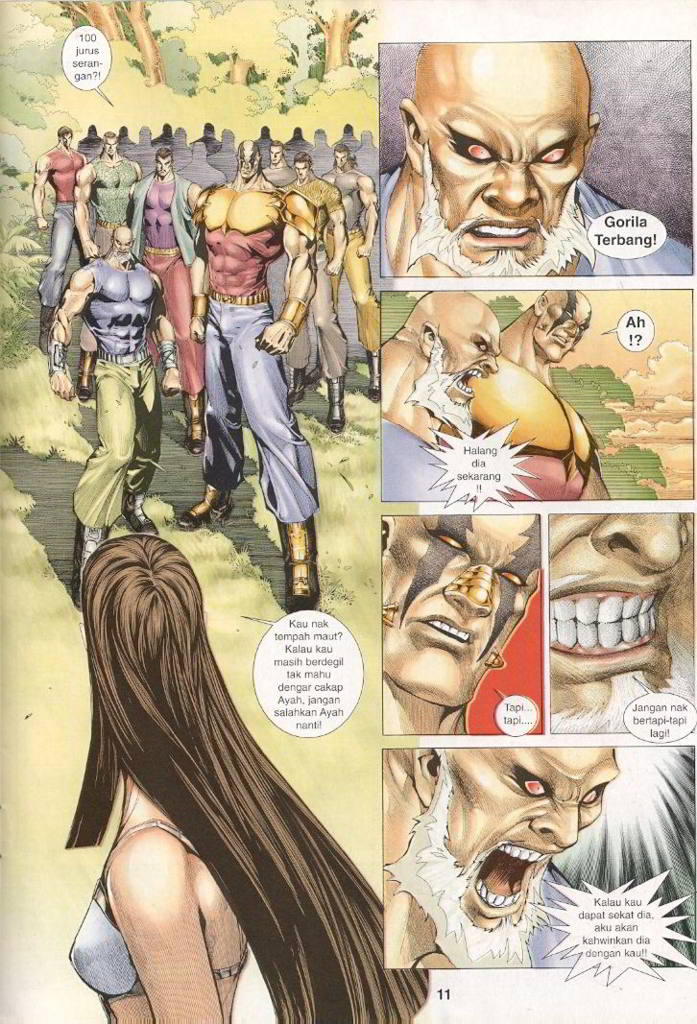 100
jurus
seran-
gan?!
Kau nak
tempah maut?
Kalau kau
masih berdegil
tak mahu
dengar cakap
Ayah, jangan
salahkan Ayah
nanti!
Gorila
Terbang!
Ah
!?
Halang
dia
sekarang
!!
Tapi...
tapi....
Jangan nak
bertapi-tapi
lagi!
Kalau kau
dapat sekat dia,
aku akan
kahwinkan dia
dengan kau!!
11